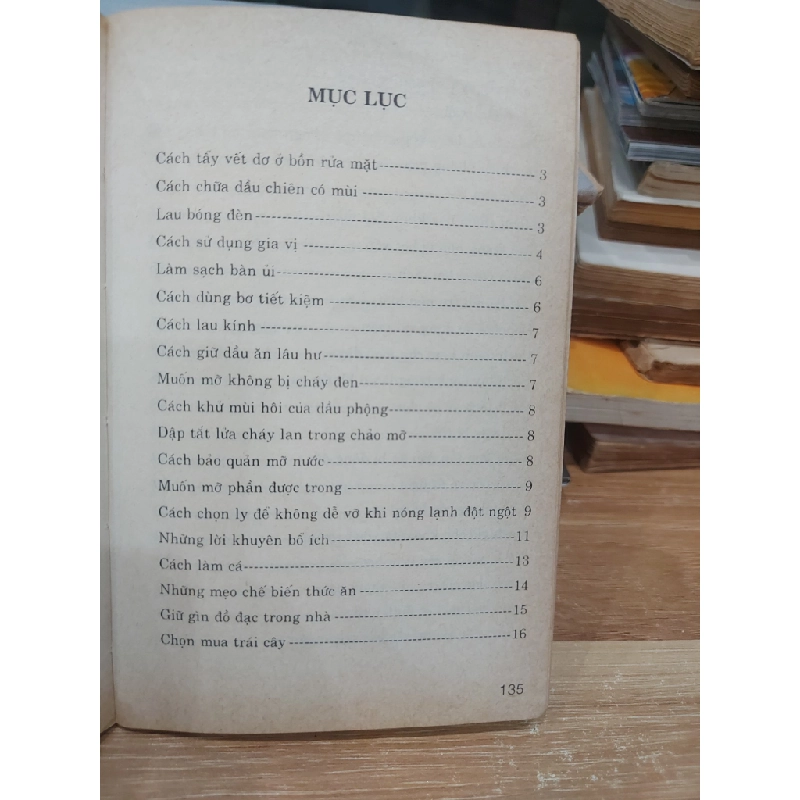 MỤC LỤC
Cách tẩy vết dơ ở bồn rửa mặt 3
Cách chữa dầu chiên có mùi 3
Lau bóng đèn 3
Cách sử dụng gia vị 4
Làm sạch bàn ủi 6
Cách dùng bơ tiết kiệm 6
Cách lau kính 7
Cách giữ dầu ăn lâu hư 7
Muốn mỡ không bị cháy đen 7
Cách khử mùi hôi của dầu phộng 8
Dập tắt lửa cháy lan trong chảo mỡ 8
Cách bảo quản mỡ nước 8
Muốn mỡ phần được trong 9
Cách chọn ly để không dễ vỡ khi nóng lạnh đột ngột 9
Những lời khuyên bổ ích 11
Cách làm cá 13
Những mẹo chế biến thức ăn 14
Giữ gìn đồ đạc trong nhà 15
Chọn mua trái cây 16
135